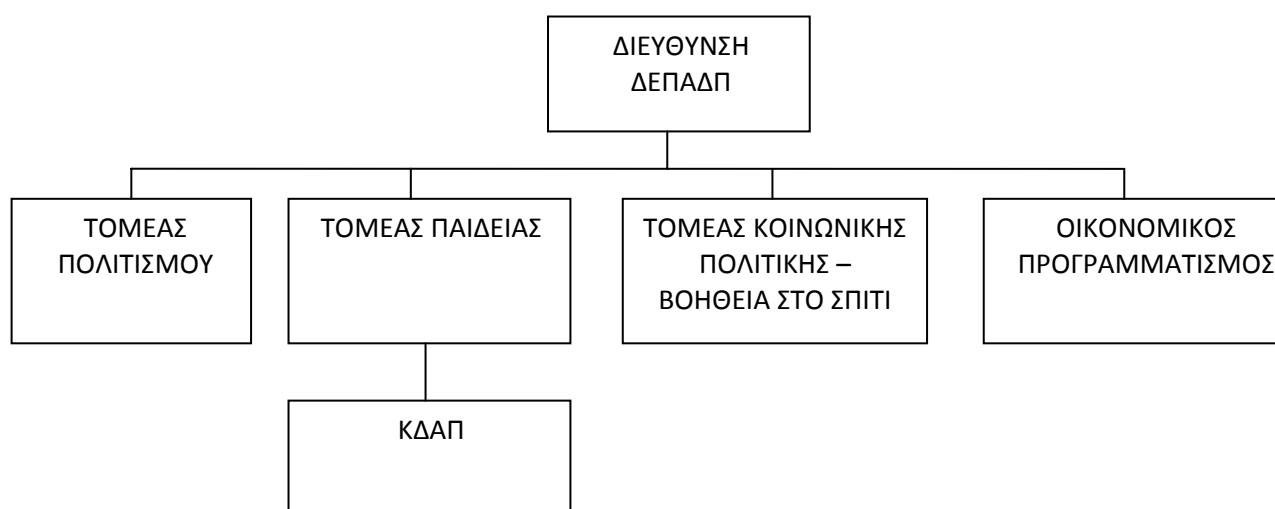 ΔΙΕΥΘΥΝΣΗ
ΔΕΠΑΔΠ
ΤΟΜΕΑΣ
ΠΟΛΙΤΙΣΜΟΥ
ΤΟΜΕΑΣ ΠΑΙΔΕΙΑΣ
ΤΟΜΕΑΣ ΚΟΙΝΩΝΙΚΗΣ
ΠΟΛΙΤΙΚΗΣ –
ΒΟΗΘΕΙΑ ΣΤΟ ΣΠΙΤΙ
ΟΙΚΟΝΟΜΙΚΟΣ
ΠΡΟΓΡΑΜΜΑΤΙΣΜΟΣ
ΚΔΑΠ